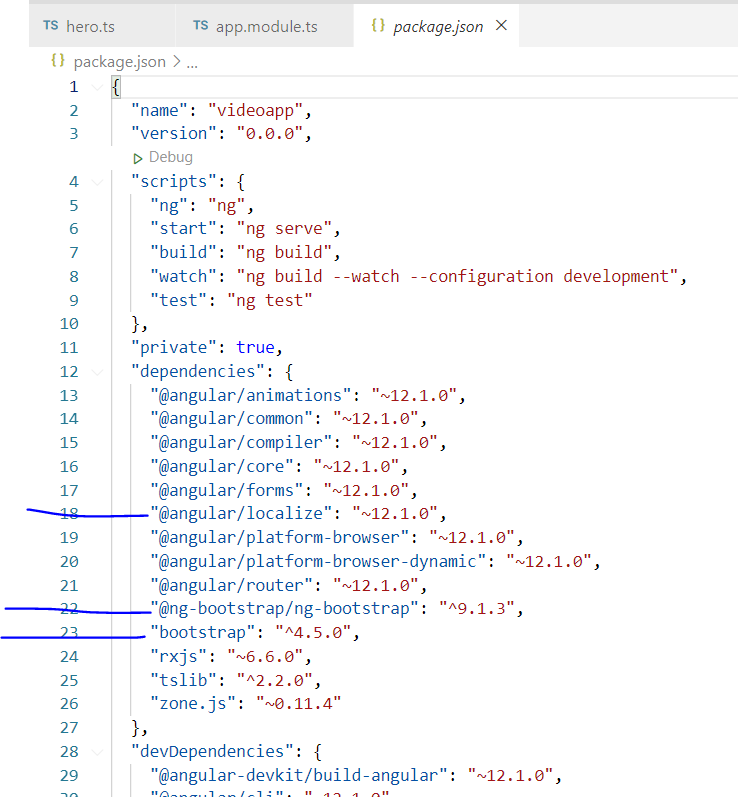 TS hero.ts TS app.module.ts {} package.json ×
{} package.json > ...
1 {
2 "name": "videoapp",
3 "version": "0.0.0",
Debug
4 "scripts": {
5 "ng": "ng",
6 "start": "ng serve",
7 "build": "ng build",
8 "watch": "ng build --watch --configuration development",
9 "test": "ng test"
10 },
11 "private": true,
12 "dependencies": {
13 "@angular/animations": "~12.1.0",
14 "@angular/common": "~12.1.0",
15 "@angular/compiler": "~12.1.0",
16 "@angular/core": "~12.1.0",
17 "@angular/forms": "~12.1.0",
18 "@angular/localize": "~12.1.0",
19 "@angular/platform-browser": "~12.1.0",
20 "@angular/platform-browser-dynamic": "~12.1.0",
21 "@angular/router": "~12.1.0",
22 "@ng-bootstrap/ng-bootstrap": "^9.1.3",
23 "bootstrap": "^4.5.0",
24 "rxjs": "~6.6.0",
25 "tslib": "^2.2.0",
26 "zone.js": "~0.11.4"
27 },
28 "devDependencies": {
29 "@angular-devkit/build-angular": "~12.1.0",